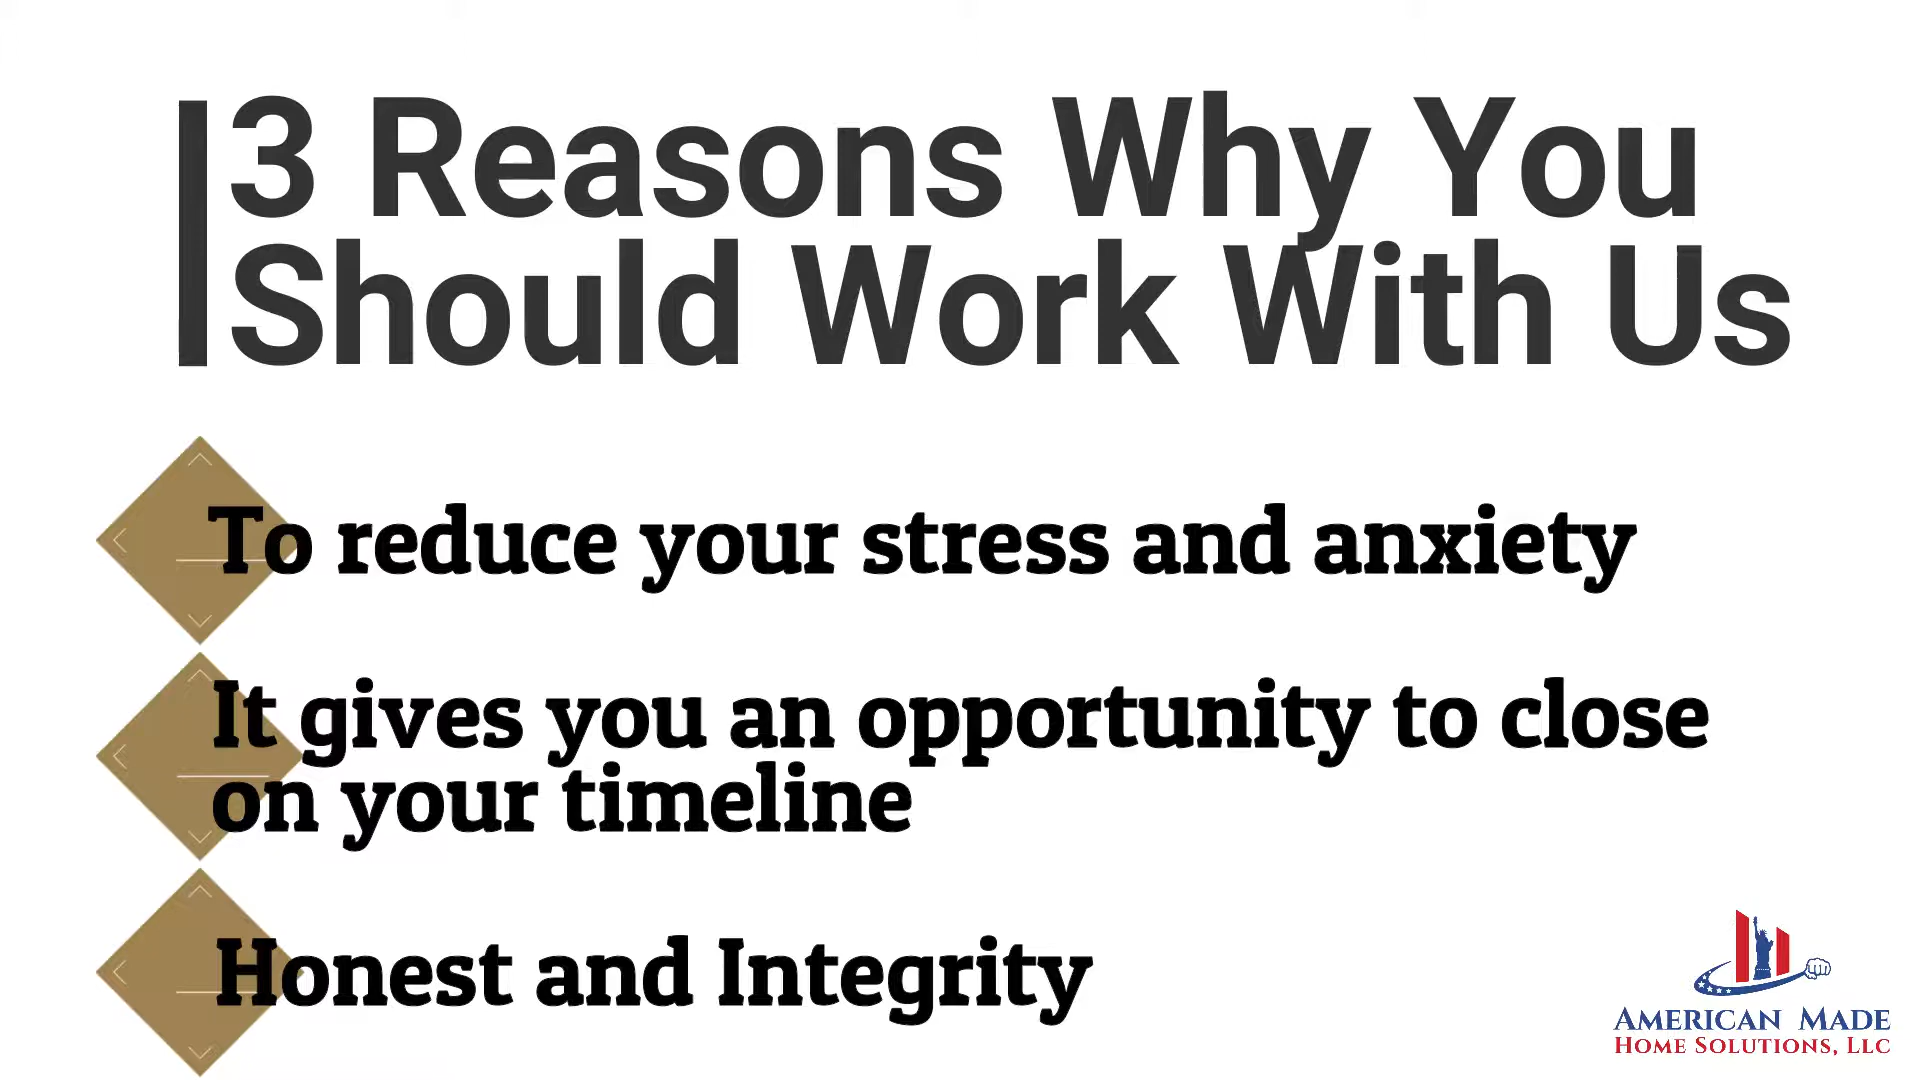 3 Reasons Why You
Should Work With Us
To reduce your stress and anxiety
It gives you an opportunity to close
on your timeline
Honest and Integrity
AMERICAN MADE
HOME SOLUTIONS, LLC